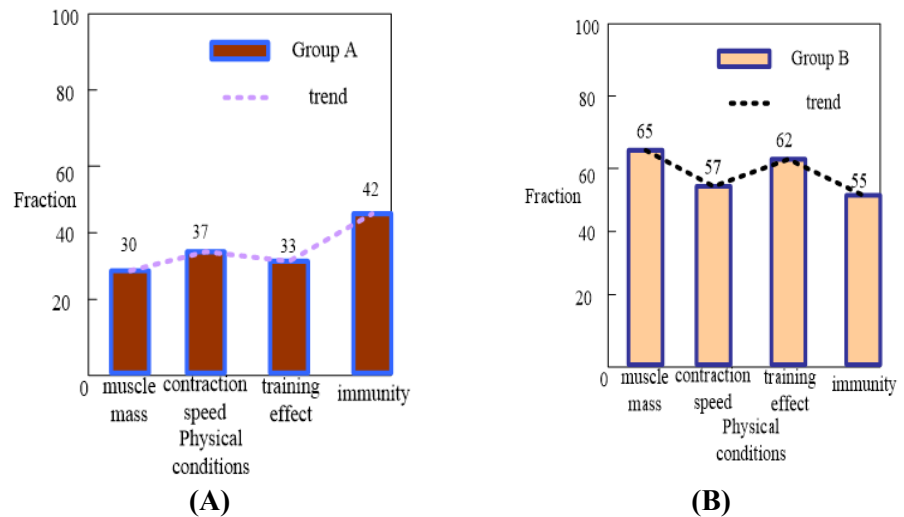 100
80
60
Fraction
40
20
0
Group A
trend
30
37
33
42
muscle
mass
contraction
speed
training
effect
immunity
Physical
conditions
(A)
100
80
60
Fraction
40
20
0
Group B
trend
65
57
62
55
muscle
mass
contraction
speed
training
effect
immunity
Physical
conditions
(B)